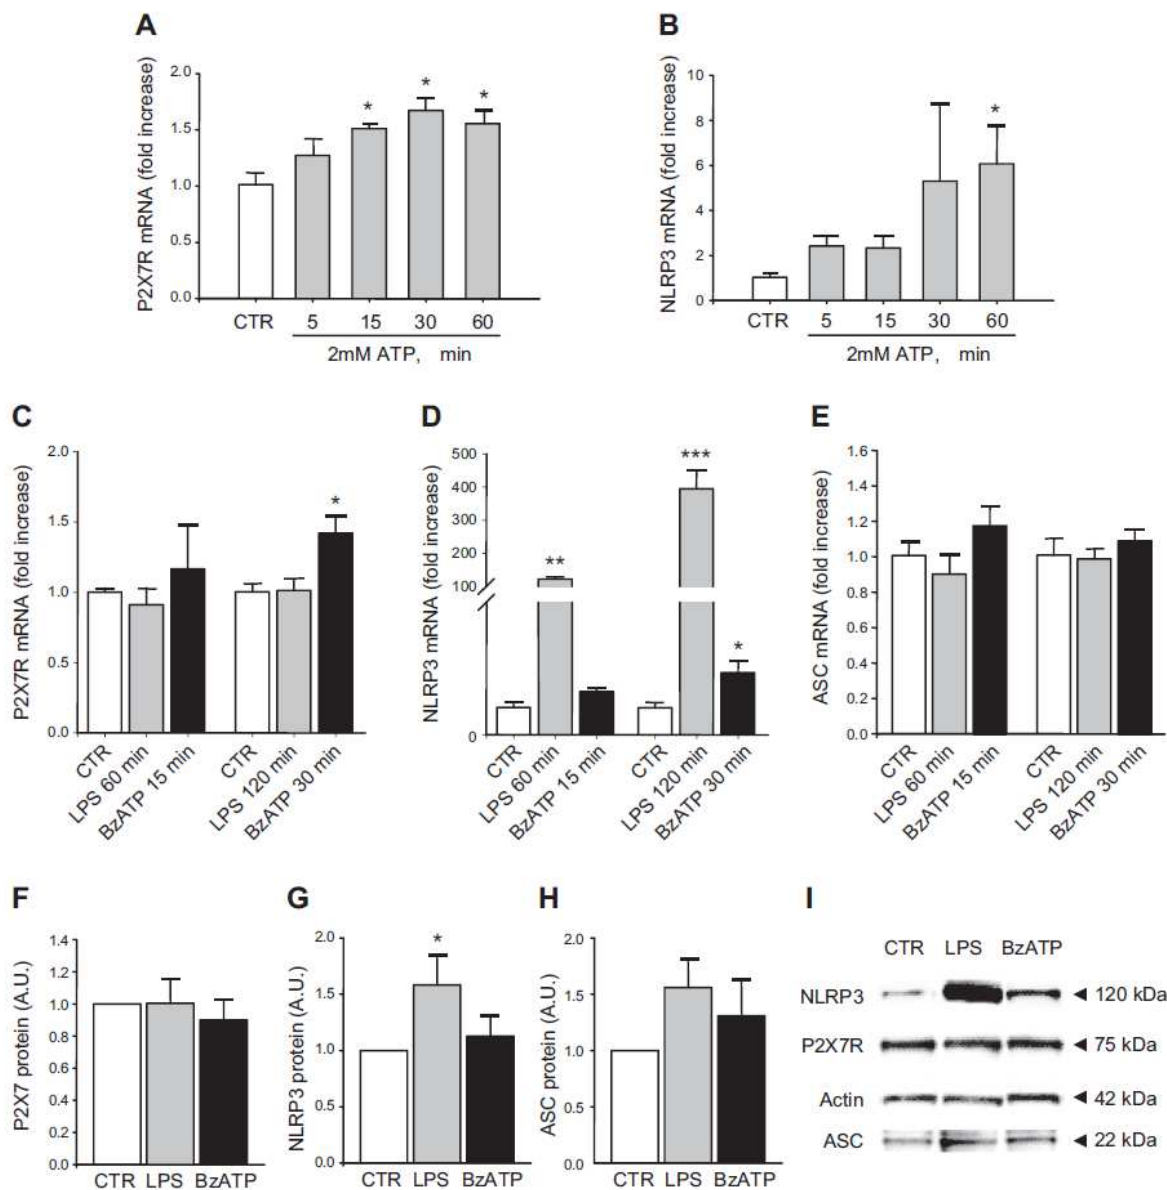 A
P2X7R mRNA (fold increase)
2.0
1.5
1.0
0.5
0.0
* * *
CTR 5 15 30 60
2mM ATP, min
B
NLRP3 mRNA (fold increase)
10
8
6
4
2
0
*
CTR 5 15 30 60
2mM ATP, min
C
P2X7R mRNA (fold increase)
2.0
1.5
1.0
0.5
0.0
*
CTR
LPS 60 min
BzATP 15 min
CTR
LPS 120 min
BzATP 30 min
D
NLRP3 mRNA (fold increase)
500
400
300
200
100
0
**
***
*
CTR
LPS 60 min
BzATP 15 min
CTR
LPS 120 min
BzATP 30 min
E
ASC mRNA (fold increase)
1.6
1.4
1.2
1.0
0.8
0.6
0.4
0.2
0.0
CTR
LPS 60 min
BzATP 15 min
CTR
LPS 120 min
BzATP 30 min
F
P2X7 protein (A.U.)
1.4
1.2
1.0
0.8
0.6
0.4
0.2
0.0
CTR LPS BzATP
G
NLRP3 protein (A.U.)
2.0
1.5
1.0
0.5
0.0
*
CTR LPS BzATP
H
ASC protein (A.U.)
2.0
1.5
1.0
0.5
0.0
CTR LPS BzATP
I
CTR LPS BzATP
NLRP3 ◄ 120 kDa
P2X7R ◄ 75 kDa
Actin ◄ 42 kDa
ASC ◄ 22 kDa